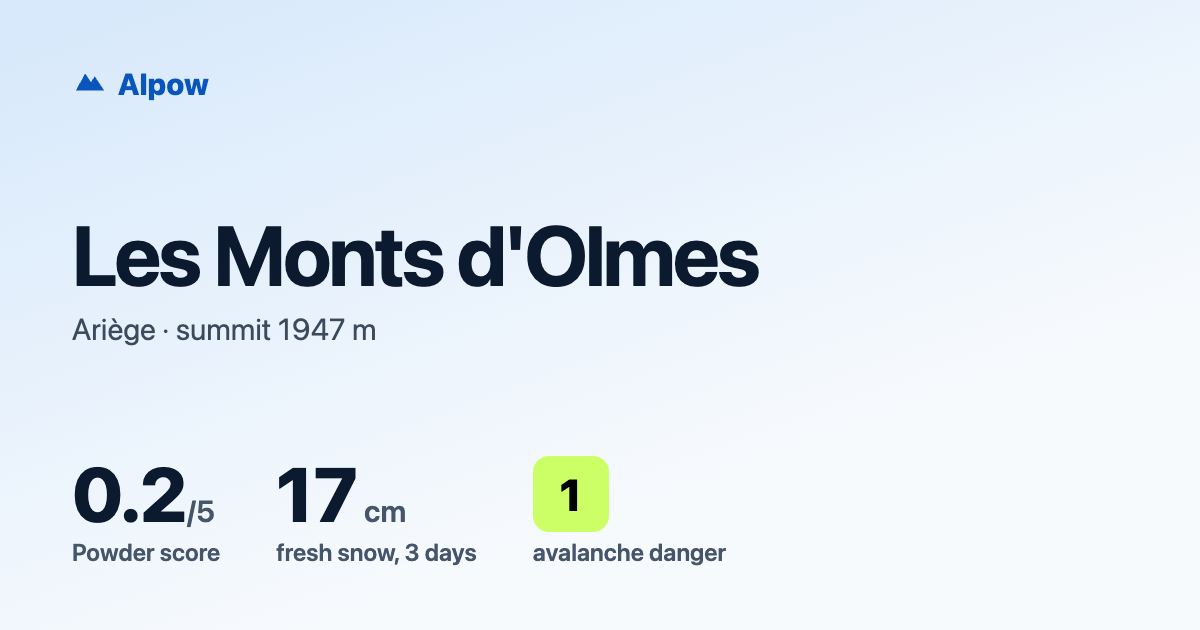 Alpow
Les Monts d'Olmes
Ariège · summit 1947 m
0.2/5
Powder score
17 cm
fresh snow, 3 days
1
avalanche danger